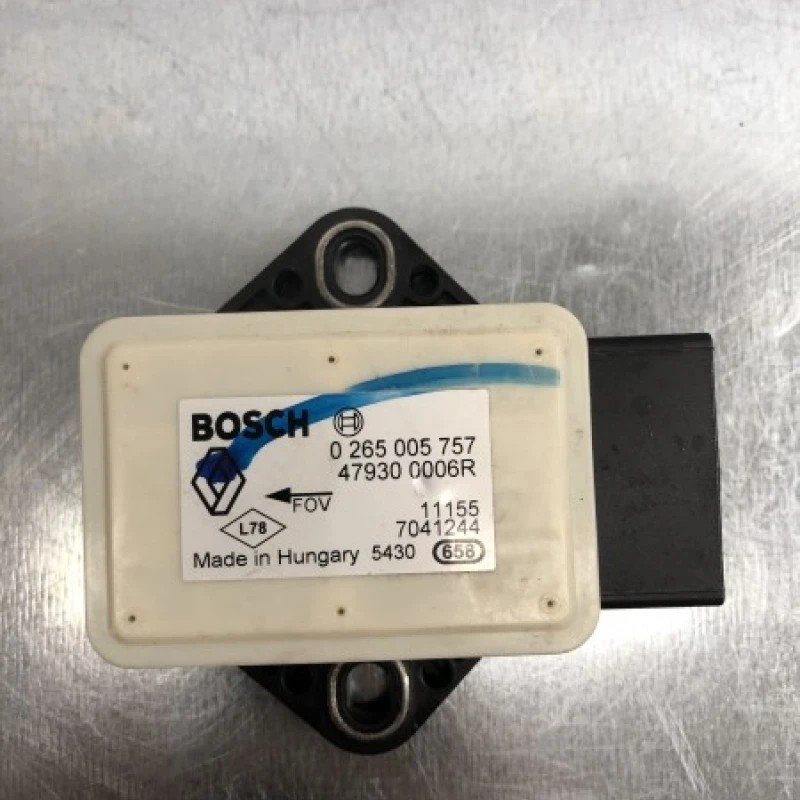 BOSCH
0 265 005 757
47930 0006R
FOV
11155
L78
7041244
Made in Hungary 5430 658